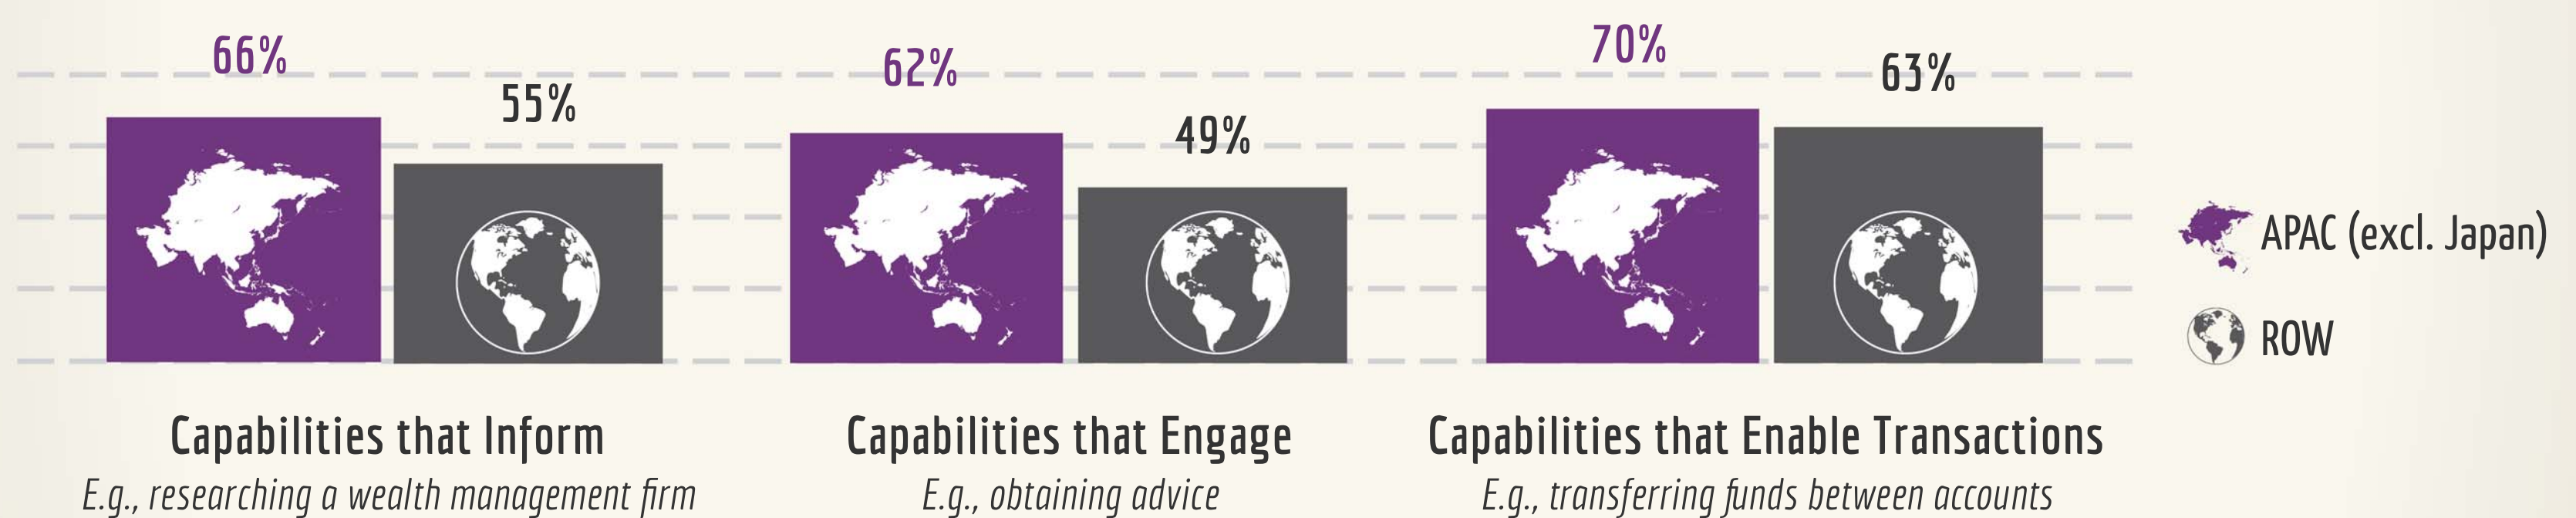 66%
55%
62%
49%
70%
63%
Capabilities that Inform
E.g., researching a wealth management firm
Capabilities that Engage
E.g., obtaining advice
Capabilities that Enable Transactions
E.g., transferring funds between accounts
APAC (excl. Japan)
ROW